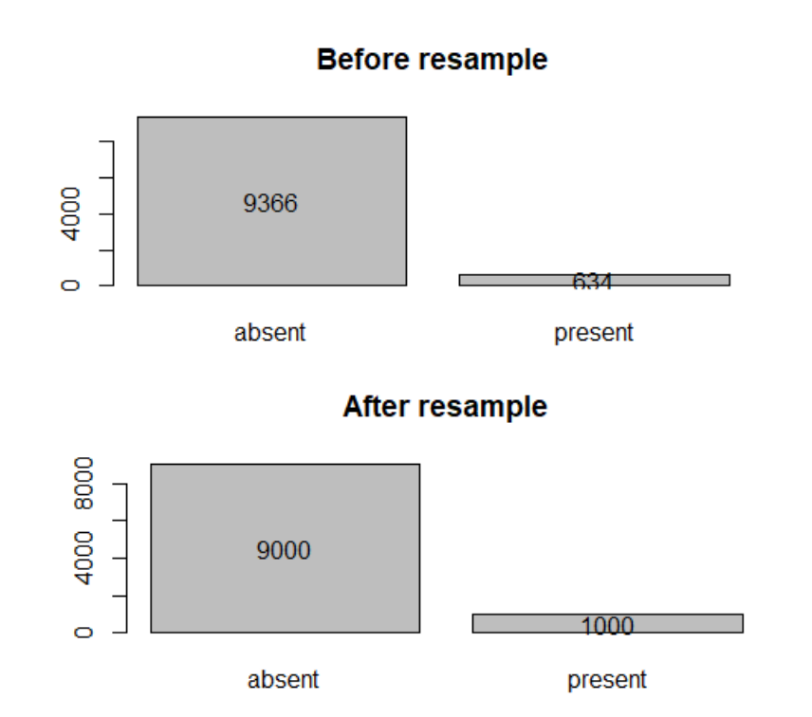 Before resample
4000
0
9366
634
absent present
After resample
8000
4000
0
9000
1000
absent present